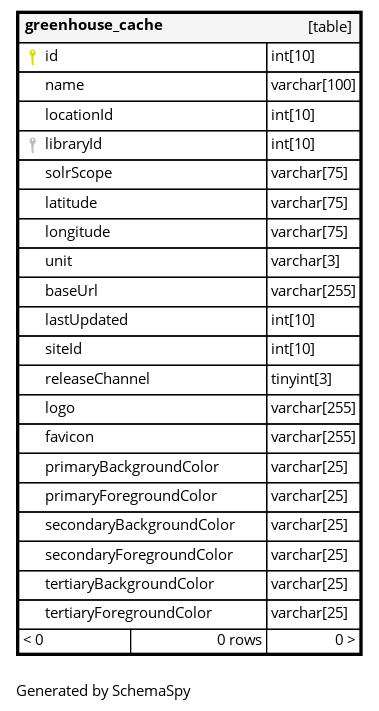 greenhouse_cache [table]
id int[10]
name varchar[100]
locationId int[10]
libraryId int[10]
solrScope varchar[75]
latitude varchar[75]
longitude varchar[75]
unit varchar[3]
baseUrl varchar[255]
lastUpdated int[10]
siteId int[10]
releaseChannel tinyint[3]
logo varchar[255]
favicon varchar[255]
primaryBackgroundColor varchar[25]
primaryForegroundColor varchar[25]
secondaryBackgroundColor varchar[25]
secondaryForegroundColor varchar[25]
tertiaryBackgroundColor varchar[25]
tertiaryForegroundColor varchar[25]
< 0 0 rows 0 >
Generated by SchemaSpy